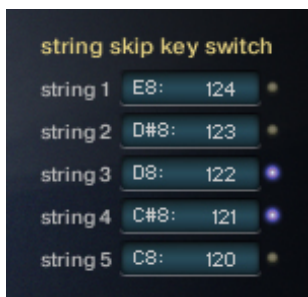 string skip key switch
string 1 E8: 124
string 2 D#8: 123
string 3 D8: 122
string 4 C#8: 121
string 5 C8: 120